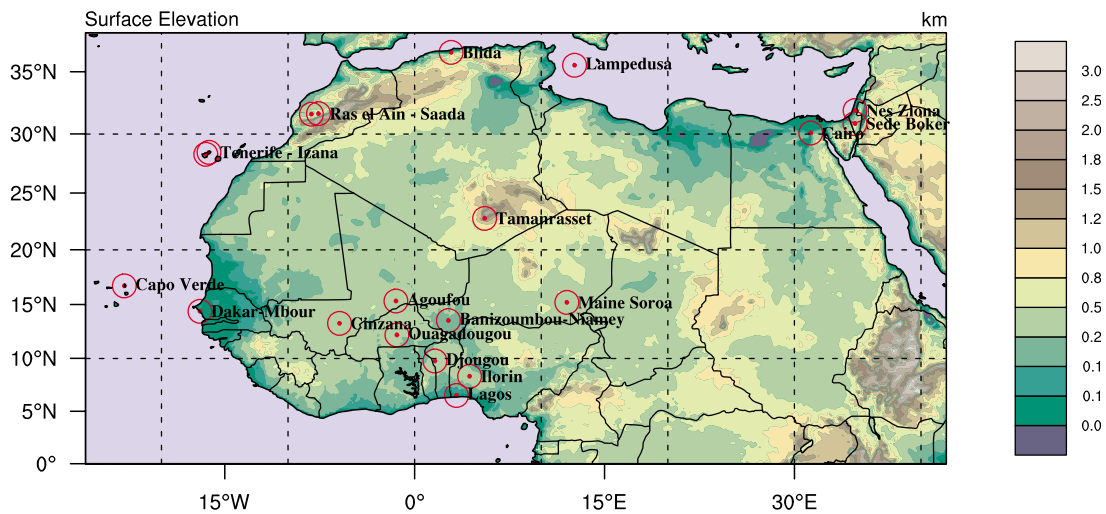 Surface Elevation
km
35°N
30°N
25°N
20°N
15°N
10°N
5°N
0°
15°W
0°
15°E
30°E
Blida
Lampedusa
Ras el Ain - Saada
Nes Ziona
Sede Boker
Cairo
Tenerife - Izana
Tamanrasset
Capo Verde
Dakar-Mbour
Agoufou
Maine Soroa
Banizoumbou-Niamey
Cinzana
Ouagadougou
Djougou
Ilorin
Lagos
3.0
2.5
2.0
1.8
1.5
1.2
1.0
0.8
0.5
0.2
0.1
0.1
0.0